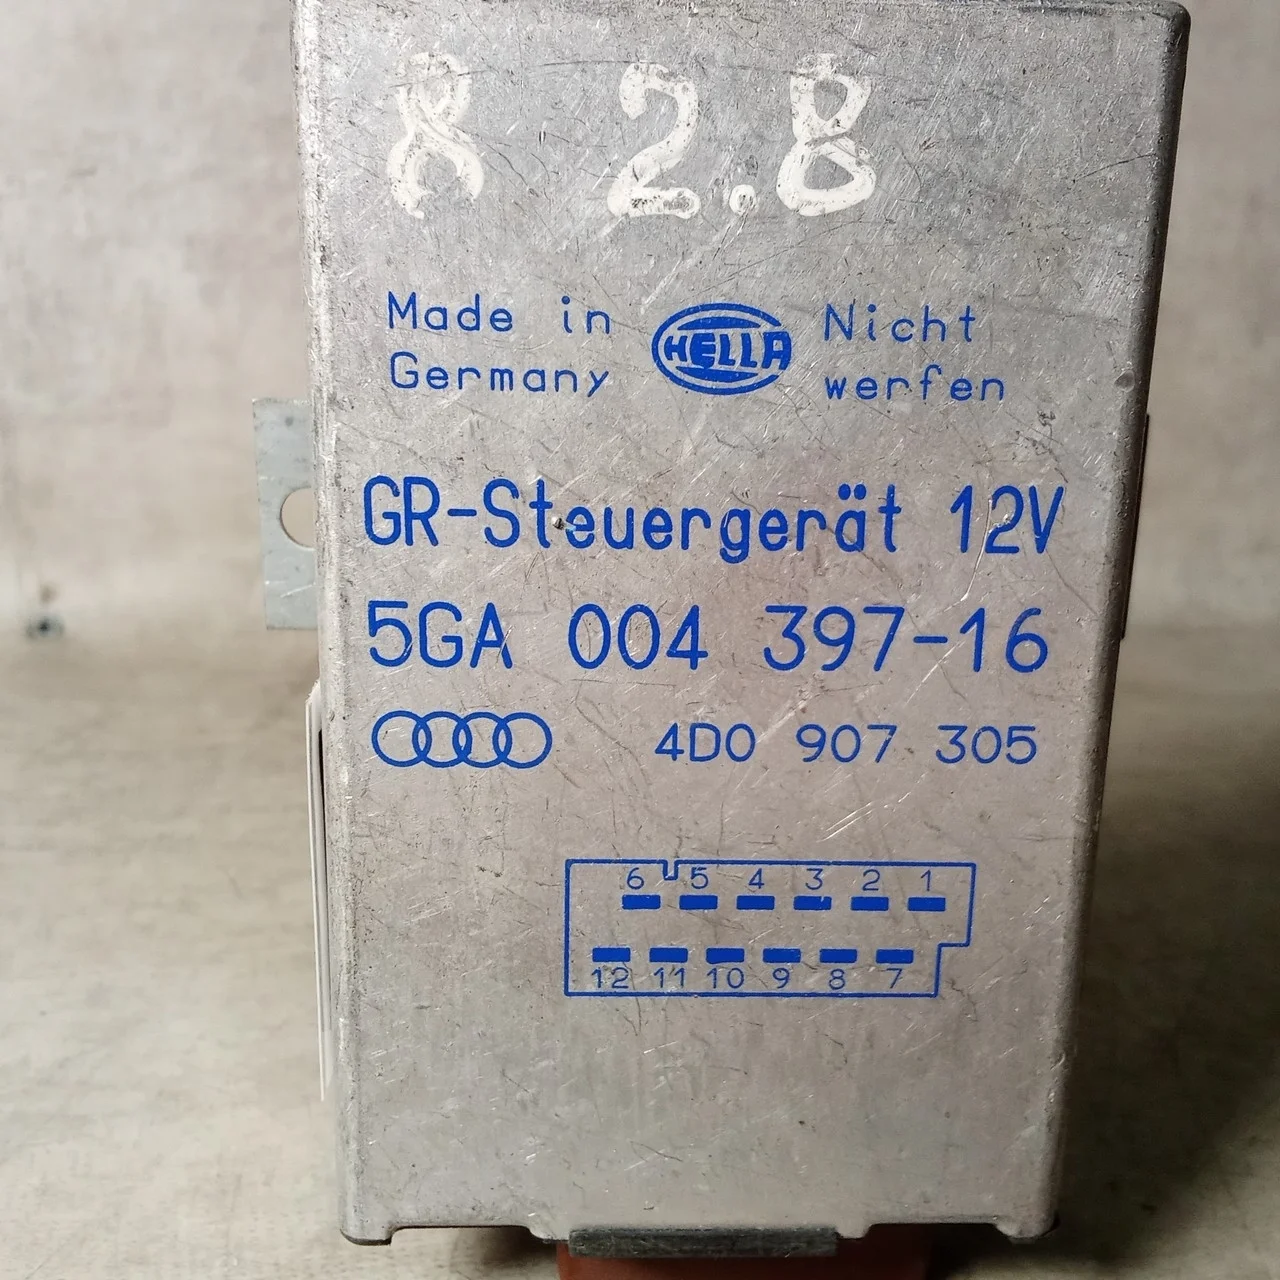 8 2.8
Made in
Germany
HELLA
Nicht
werfen
GR-Steuergerät 12V
5GA 004 397-16
4D0 907 305
6 5 4 3 2 1
12 11 10 9 8 7